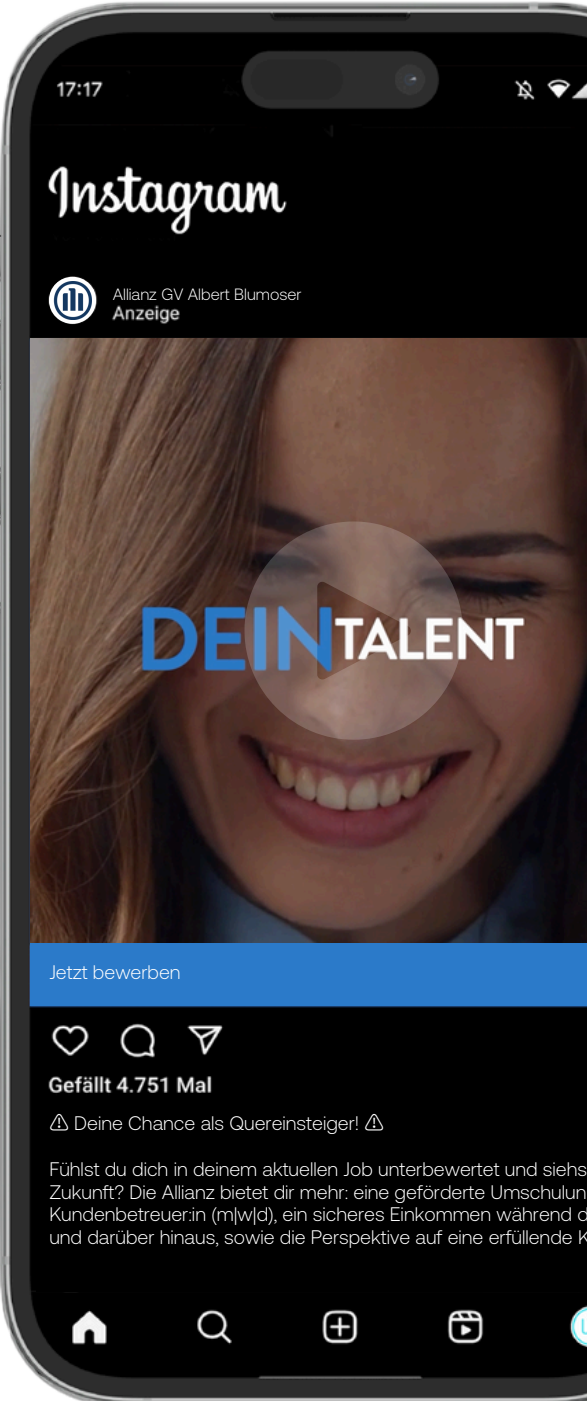 17:17
Instagram
Allianz GV Albert Blumoser
Anzeige
DEINTALENT
Jetzt bewerben
Gefällt 4.751 Mal
⚠ Deine Chance als Quereinsteiger! ⚠
Fühlst du dich in deinem aktuellen Job unterbewertet und siehs
Zukunft? Die Allianz bietet dir mehr: eine geförderte Umschulun
Kundenbetreuer:in (m|w|d), ein sicheres Einkommen während d
und darüber hinaus, sowie die Perspektive auf eine erfüllende K